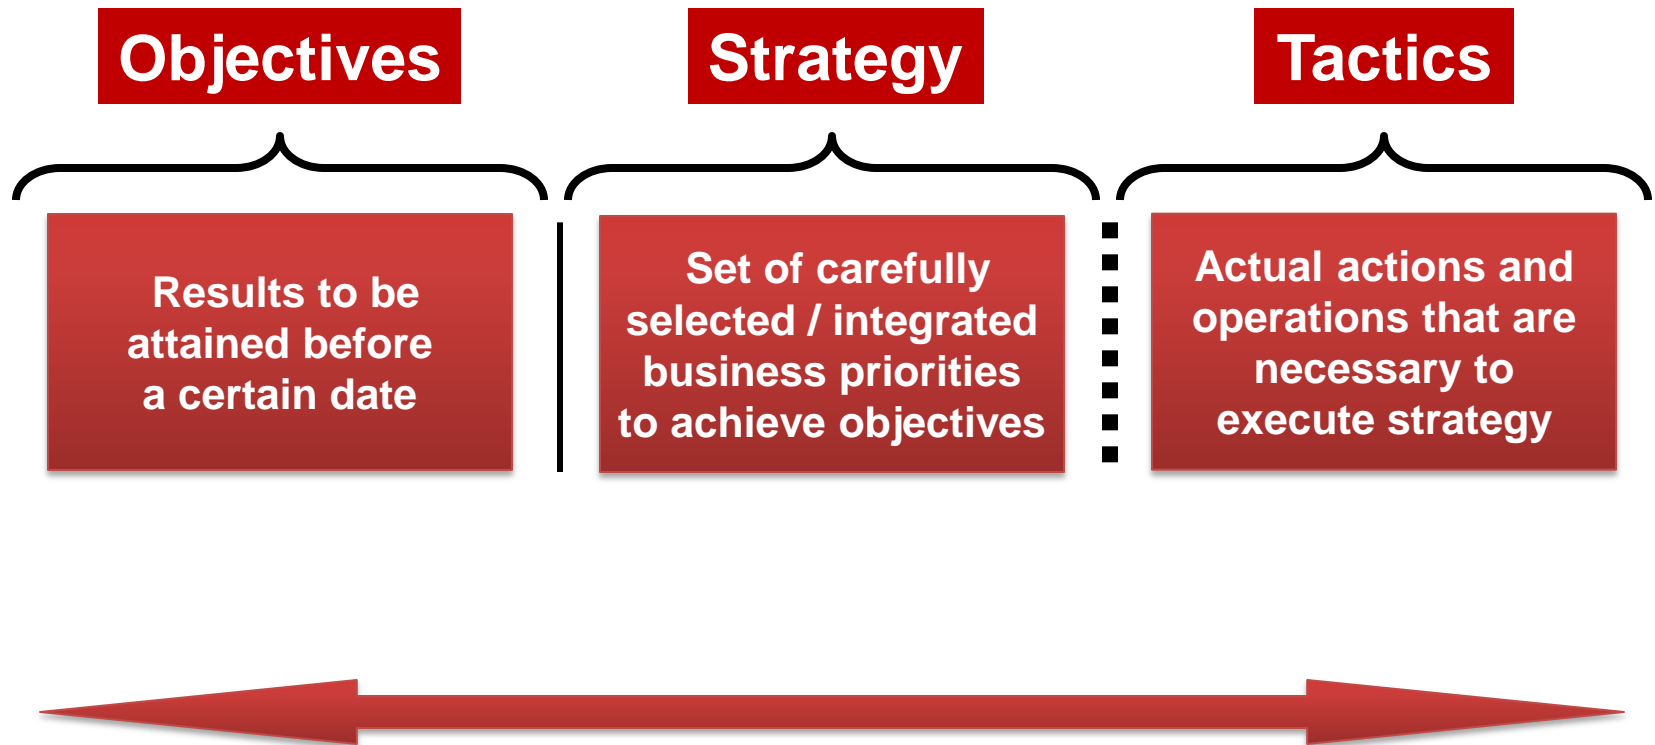 Objectives
Strategy
Tactics
Results to be
attained before
a certain date
Set of carefully
selected / integrated
business priorities
to achieve objectives
Actual actions and
operations that are
necessary to
execute strategy